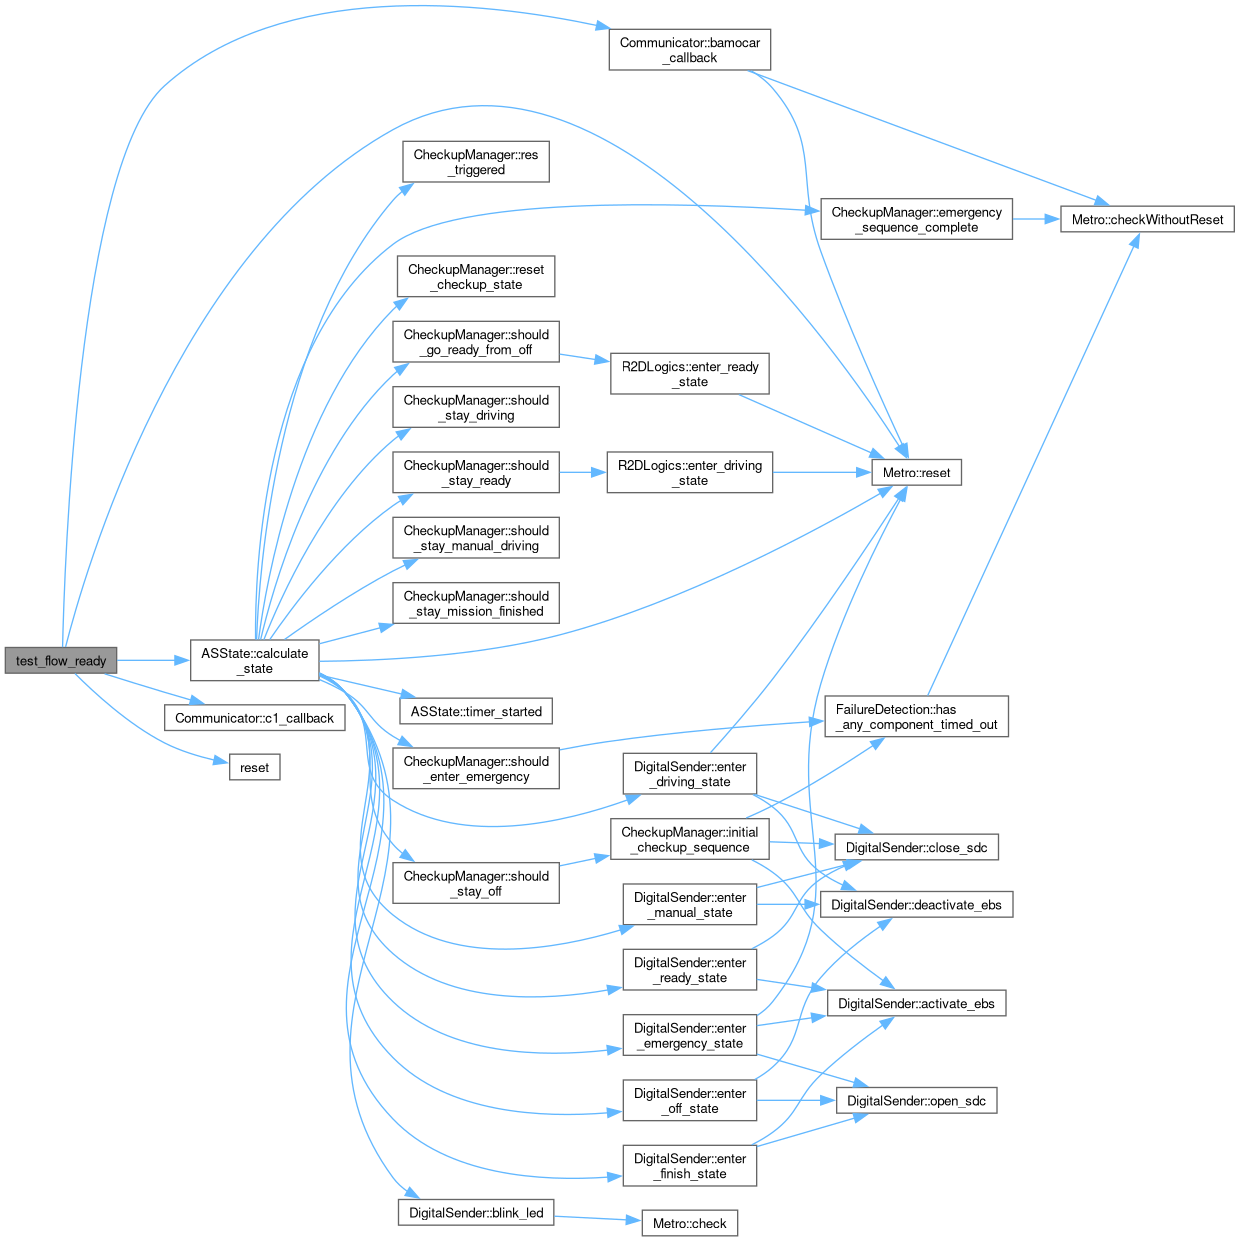 Communicator::bamocar
_callback
CheckupManager::res
_triggered
CheckupManager::emergency
_sequence_complete
Metro::checkWithoutReset
CheckupManager::reset
_checkup_state
CheckupManager::should
_go_ready_from_off
R2DLogics::enter_ready
_state
CheckupManager::should
_stay_driving
CheckupManager::should
_stay_ready
R2DLogics::enter_driving
_state
Metro::reset
CheckupManager::should
_stay_manual_driving
CheckupManager::should
_stay_mission_finished
test_flow_ready
ASState::calculate
_state
ASState::timer_started
Communicator::c1_callback
FailureDetection::has
_any_component_timed_out
reset
CheckupManager::should
_enter_emergency
DigitalSender::enter
_driving_state
CheckupManager::initial
_checkup_sequence
DigitalSender::close_sdc
CheckupManager::should
_stay_off
DigitalSender::enter
_manual_state
DigitalSender::deactivate_ebs
DigitalSender::enter
_ready_state
DigitalSender::activate_ebs
DigitalSender::enter
_emergency_state
DigitalSender::enter
_off_state
DigitalSender::open_sdc
DigitalSender::enter
_finish_state
DigitalSender::blink_led
Metro::check